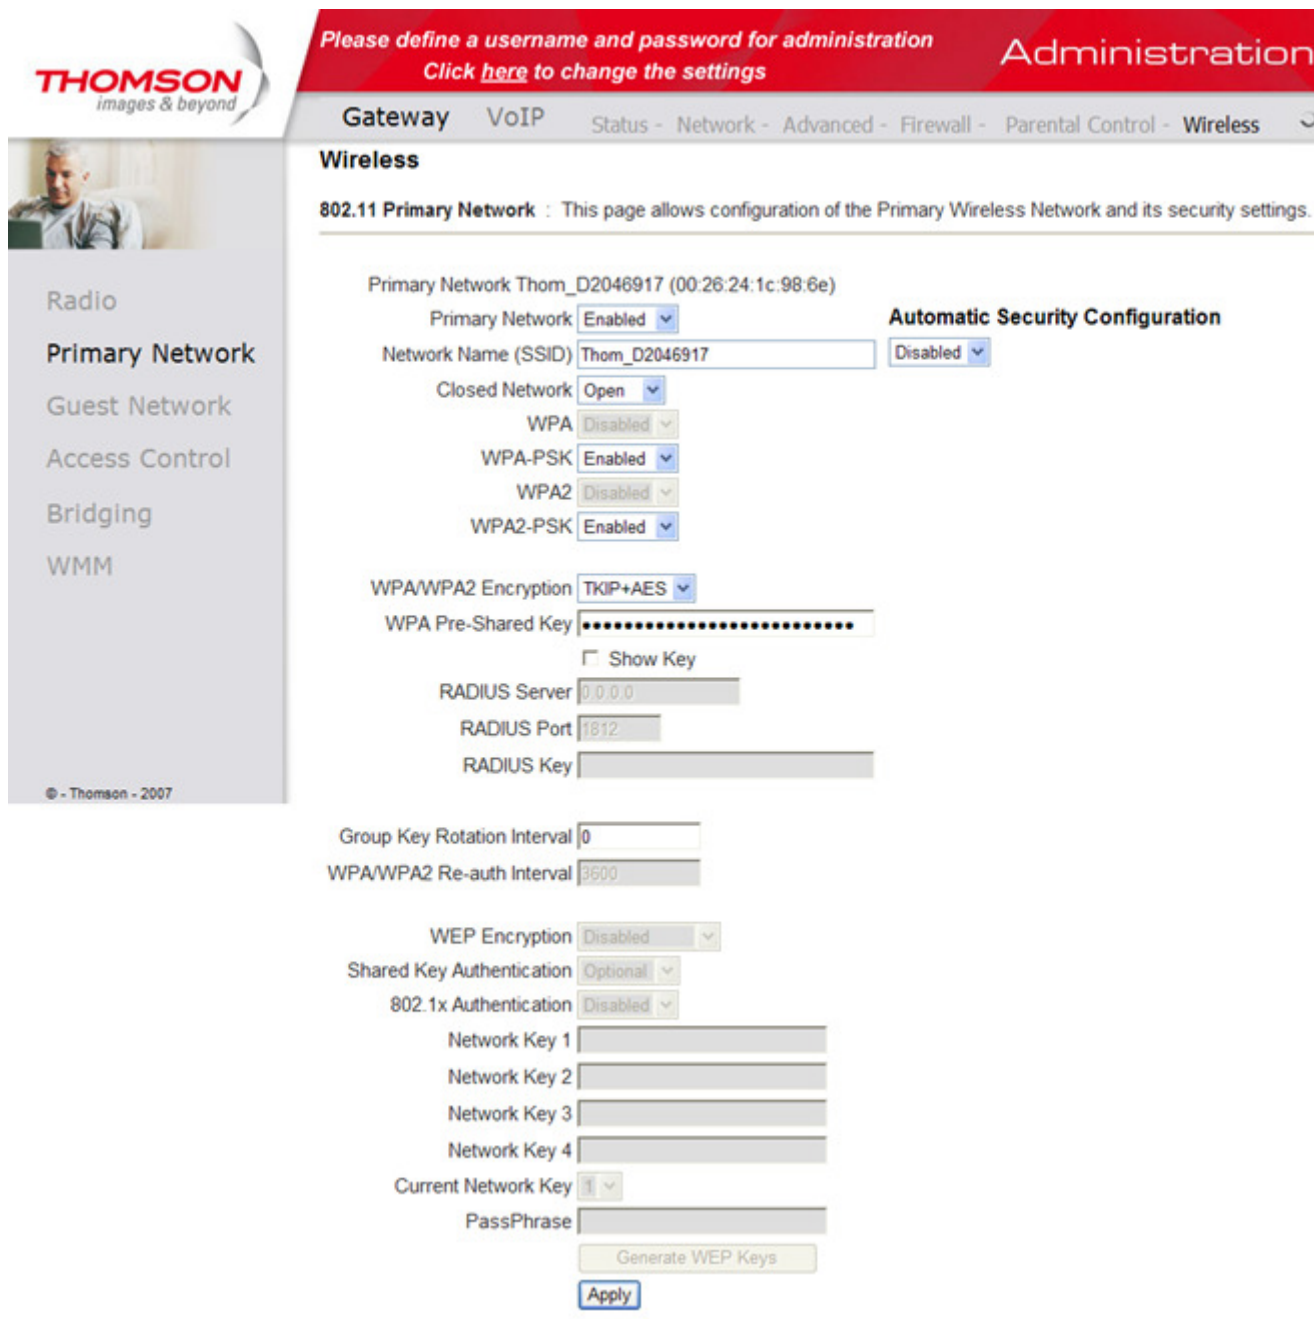 THOMSON
images & beyond
Please define a username and password for administration
Click here to change the settings
Administration
Gateway VoIP Status - Network - Advanced - Firewall - Parental Control - Wireless
Wireless
802.11 Primary Network : This page allows configuration of the Primary Wireless Network and its security settings.
Radio
Primary Network
Guest Network
Access Control
Bridging
WMM
© - Thomson - 2007
Primary Network Thom_D2046917 (00:26:24:1c:98:6e)
Primary Network Enabled
Automatic Security Configuration
Network Name (SSID) Thom_D2046917
Disabled
Closed Network Open
WPA Disabled
WPA-PSK Enabled
WPA2 Disabled
WPA2-PSK Enabled
WPA/WPA2 Encryption TKIP+AES
WPA Pre-Shared Key ••••••••••••••••••••••••••
Show Key
RADIUS Server 0.0.0.0
RADIUS Port 1812
RADIUS Key
Group Key Rotation Interval 0
WPA/WPA2 Re-auth Interval 3600
WEP Encryption Disabled
Shared Key Authentication Optional
802.1x Authentication Disabled
Network Key 1
Network Key 2
Network Key 3
Network Key 4
Current Network Key 1
PassPhrase
Generate WEP Keys
Apply